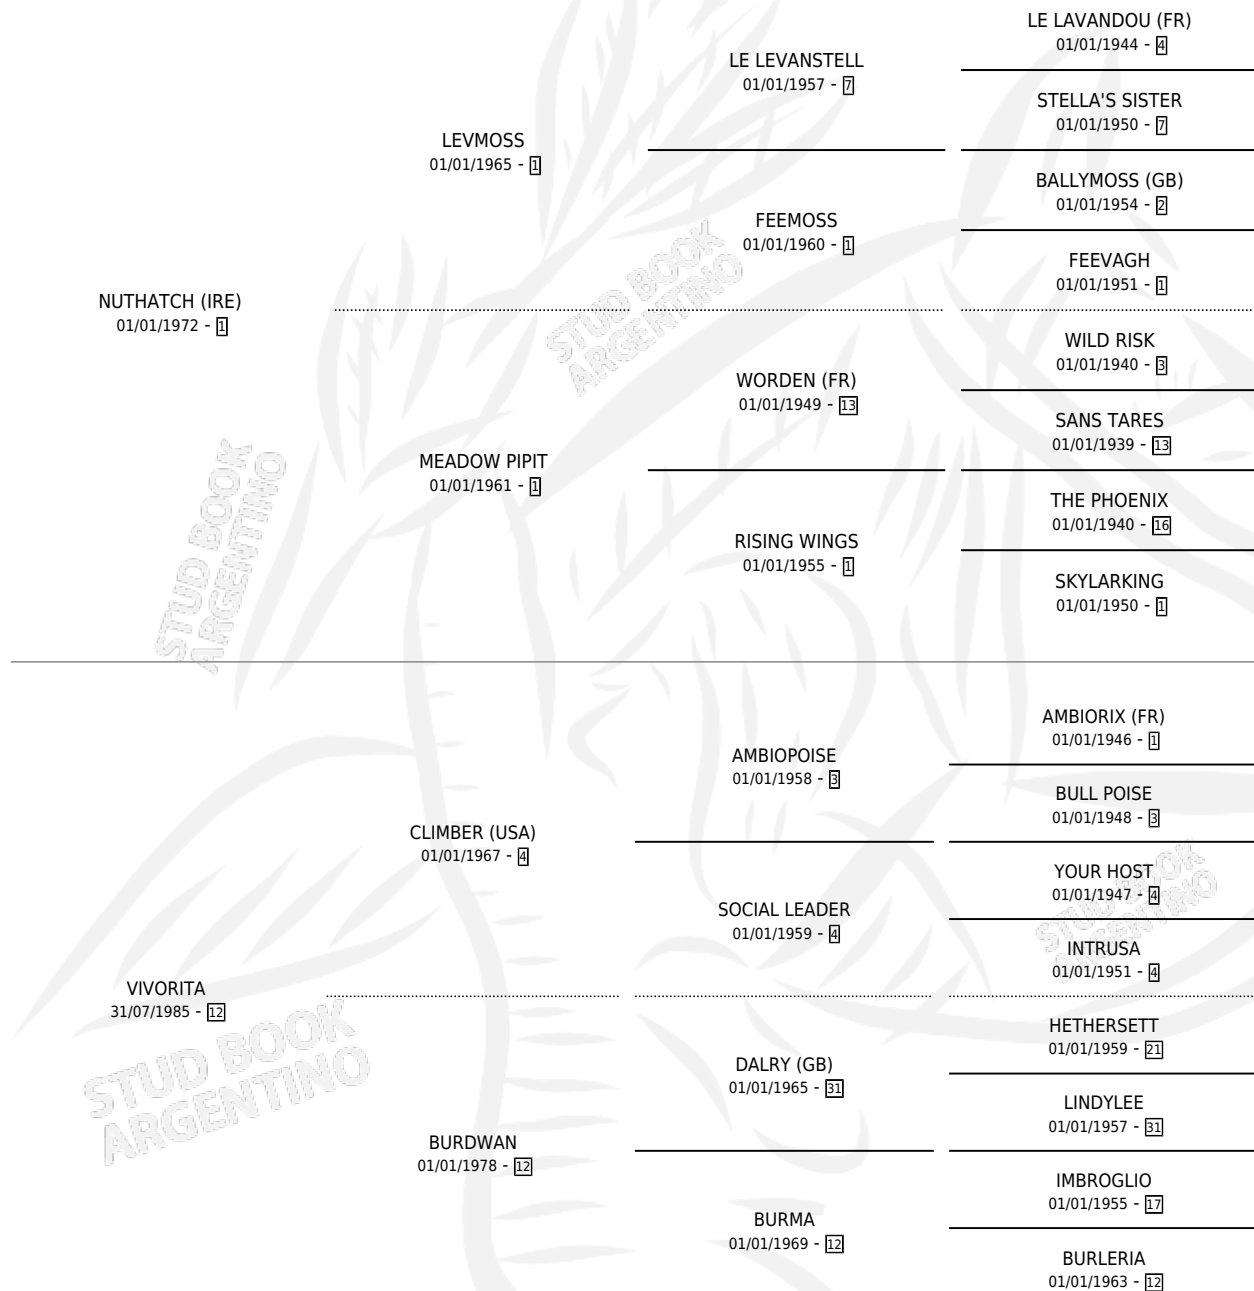 LE LAVANDOU (FR)
01/01/1944 - 4
LE LEVANSTELL
01/01/1957 - 7
STELLA'S SISTER
01/01/1950 - 7
LEVMOSS
01/01/1965 - 1
BALLYMOSS (GB)
01/01/1954 - 2
FEEMOSS
01/01/1960 - 1
FEEVAGH
01/01/1951 - 1
NUTHATCH (IRE)
01/01/1972 - 1
STUD BOOK
ARGENTINO
WILD RISK
01/01/1940 - 3
WORDEN (FR)
01/01/1949 - 13
SANS TARES
01/01/1939 - 13
MEADOW PIPIT
01/01/1961 - 1
THE PHOENIX
01/01/1940 - 16
RISING WINGS
01/01/1955 - 1
SKYLARKING
01/01/1950 - 1
STUD BOOK
ARGENTINO
AMBIORIX (FR)
01/01/1946 - 1
AMBIOPOISE
01/01/1958 - 3
BULL POISE
01/01/1948 - 3
CLIMBER (USA)
01/01/1967 - 4
YOUR HOST
01/01/1947 - 4
SOCIAL LEADER
01/01/1959 - 4
INTRUSA
01/01/1951 - 4
STUD BOOK
ARGENTINO
VIVORITA
31/07/1985 - 12
HETHERSETT
01/01/1959 - 21
DALRY (GB)
01/01/1965 - 31
LINDYLEE
01/01/1957 - 31
STUD BOOK
ARGENTINO
BURDWAN
01/01/1978 - 12
IMBROGLIO
01/01/1955 - 17
BURMA
01/01/1969 - 12
BURLERIA
01/01/1963 - 12